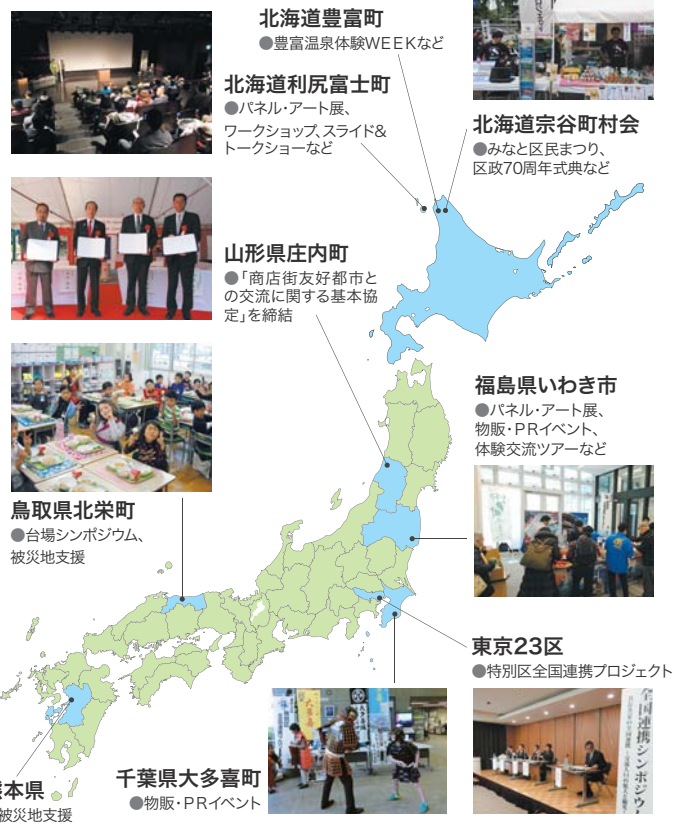 北海道豊富町
●豊富温泉体験WEEKなど
北海道利尻富士町
●パネル・アート展、
ワークショップ、スライド&
トークショーなど
北海道宗谷町村会
●みなと区民まつり、
区政70周年式典など
山形県庄内町
●「商店街友好都市と
の交流に関する基本協
定」を締結
福島県いわき市
●パネル・アート展、
物販・PRイベント、
体験交流ツアーなど
鳥取県北栄町
●台場シンポジウム、
被災地支援
東京23区
●特別区全国連携プロジェクト
全国連携シンポジウム
千葉県大多喜町
●物販・PRイベント
本県
被災地支援